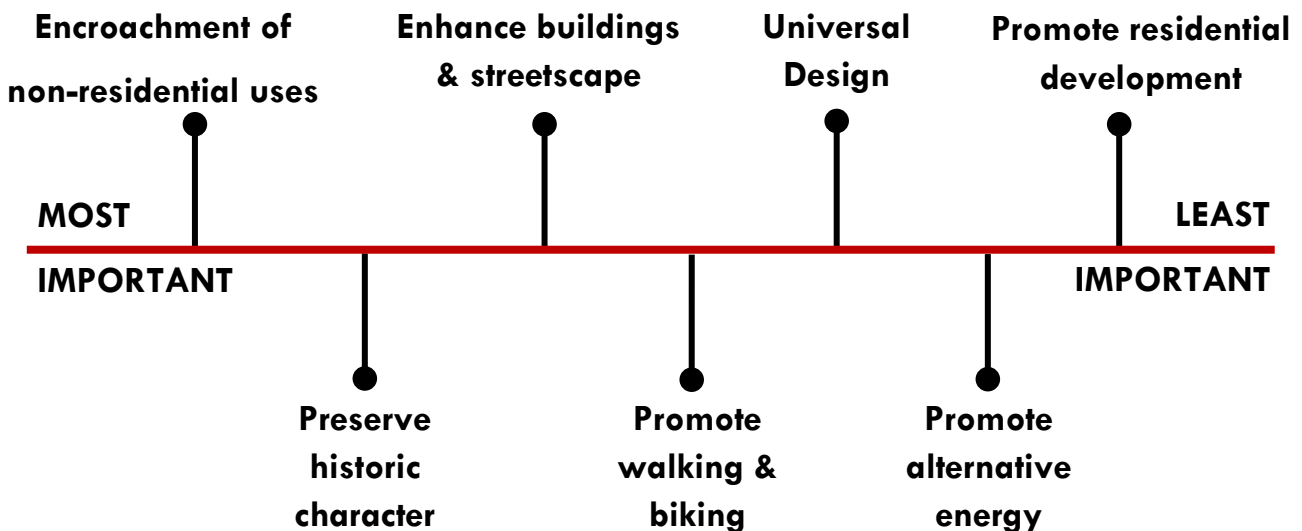 Encroachment of
non-residential uses
Enhance buildings
& streetscape
Universal
Design
Promote residential
development
MOST
IMPORTANT
LEAST
IMPORTANT
Preserve
historic
character
Promote
walking &
biking
Promote
alternative
energy